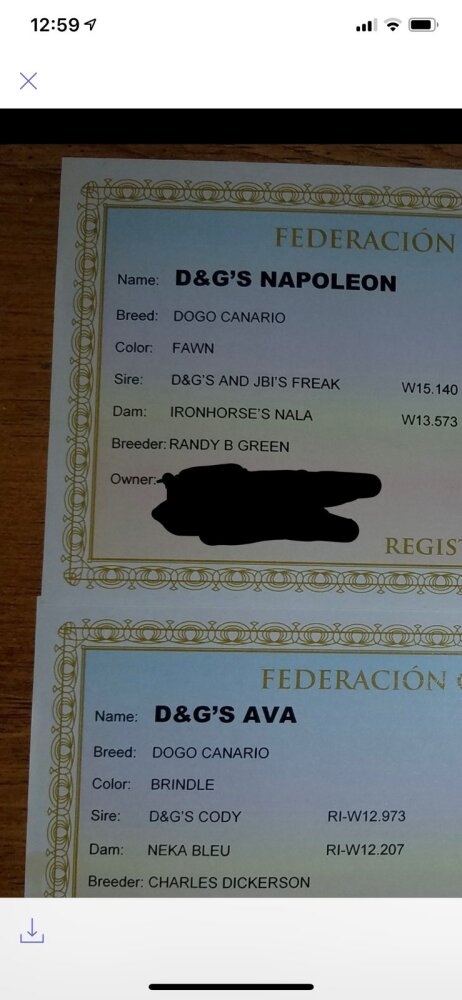 12:59
FEDERACIÓN
Name: D&G'S NAPOLEON
Breed: DOGO CANARIO
Color: FAWN
Sire: D&G'S AND JBI'S FREAK W15.140
Dam: IRONHORSE'S NALA W13.573
Breeder: RANDY B GREEN
Owner:
REGIST
FEDERACIÓN
Name: D&G'S AVA
Breed: DOGO CANARIO
Color: BRINDLE
Sire: D&G'S CODY RI-W12.973
Dam: NEKA BLEU RI-W12.207
Breeder: CHARLES DICKERSON